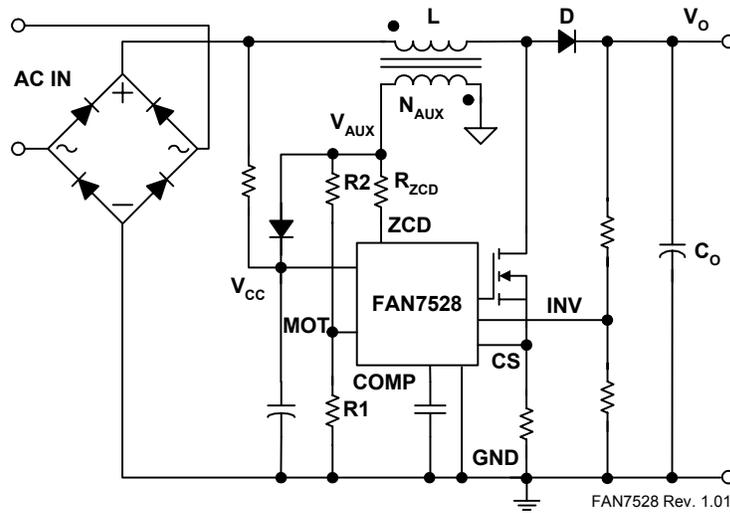 L
D
V_O
AC IN
N_AUX
V_AUX
+
~
~
R2
R_ZCD
−
ZCD
C_O
V_CC
FAN7528
INV
MOT
CS
COMP
R1
GND
FAN7528 Rev. 1.01